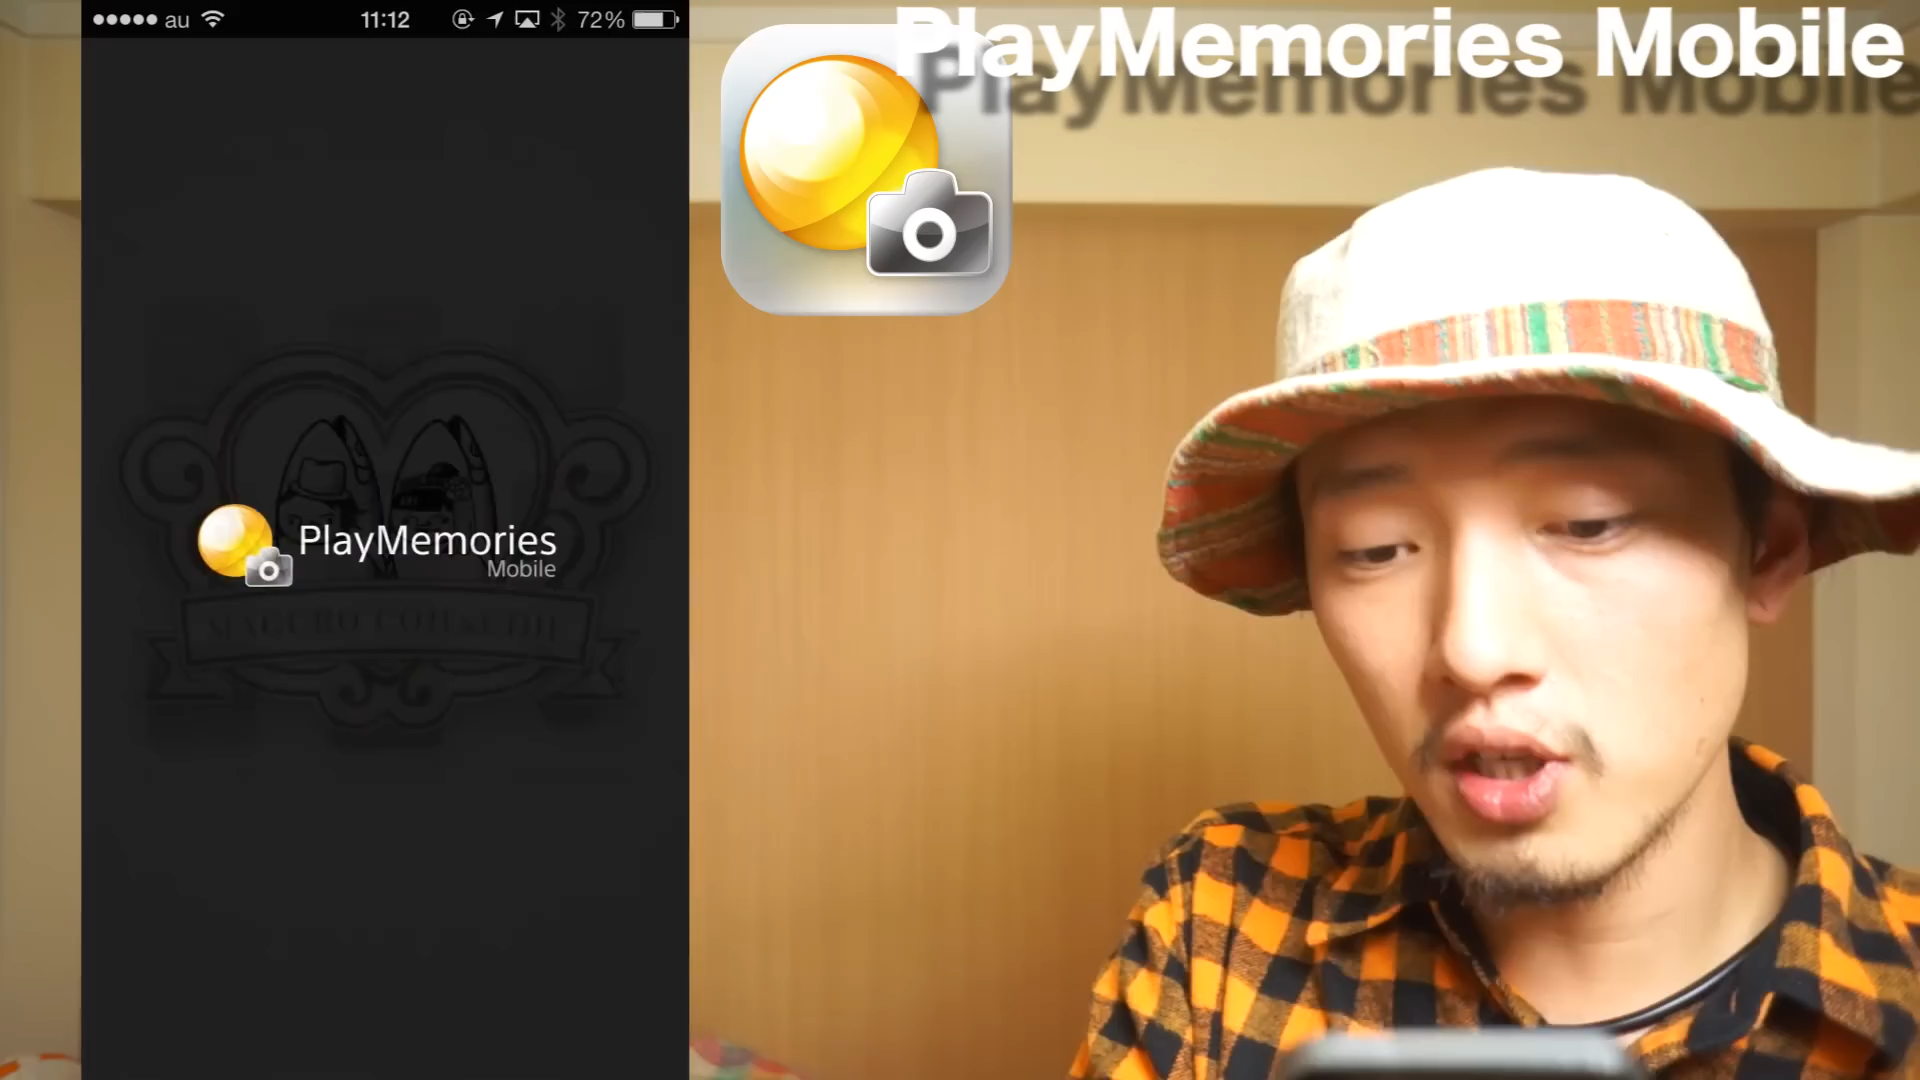 au
11:12
72%
PlayMemories Mobile
PlayMemories
Mobile